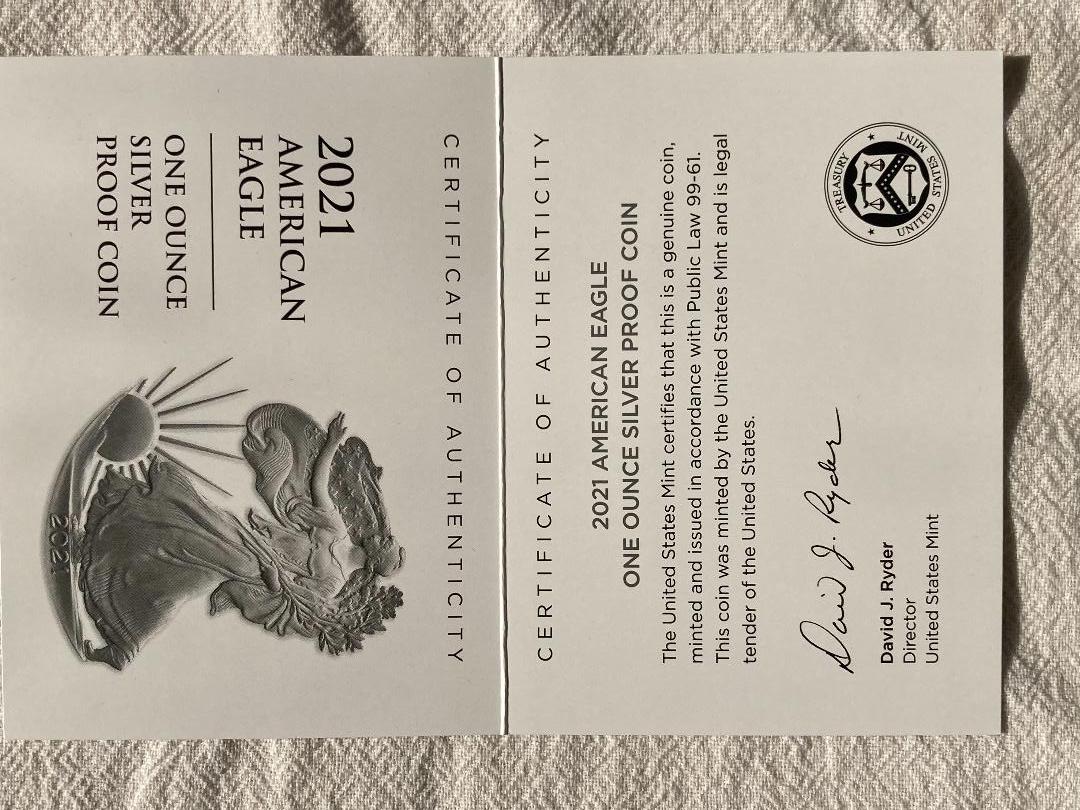 2021
AMERICAN
EAGLE
ONE OUNCE
SILVER
PROOF COIN
2021
CERTIFICATE OF AUTHENTICITY
CERTIFICATE OF AUTHENTICITY
2021 AMERICAN EAGLE
ONE OUNCE SILVER PROOF COIN
The United States Mint certifies that this is a genuine coin,
minted and issued in accordance with Public Law 99-61.
This coin was minted by the United States Mint and is legal
tender of the United States.
David J. Ryder
David J. Ryder
Director
United States Mint
TREASURY
UNITED STATES MINT